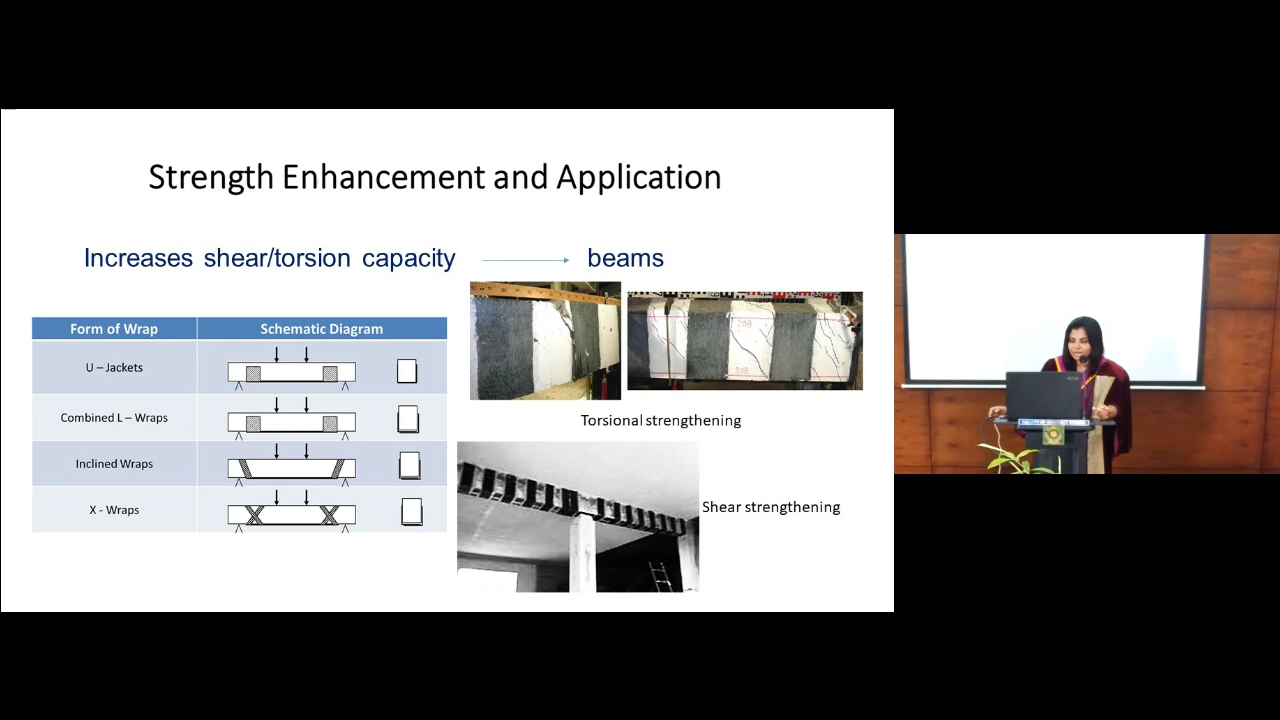 Strength Enhancement and Application
Increases shear/torsion capacity
beams
Form of Wrap
Schematic Diagram
U – Jackets
Combined L – Wraps
Inclined Wraps
X - Wraps
Torsional strengthening
Shear strengthening